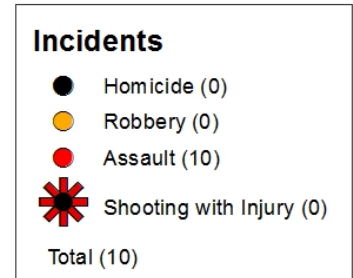 Incidents
Homicide (0)
Robbery (0)
Assault (10)
Shooting with Injury (0)
Total (10)